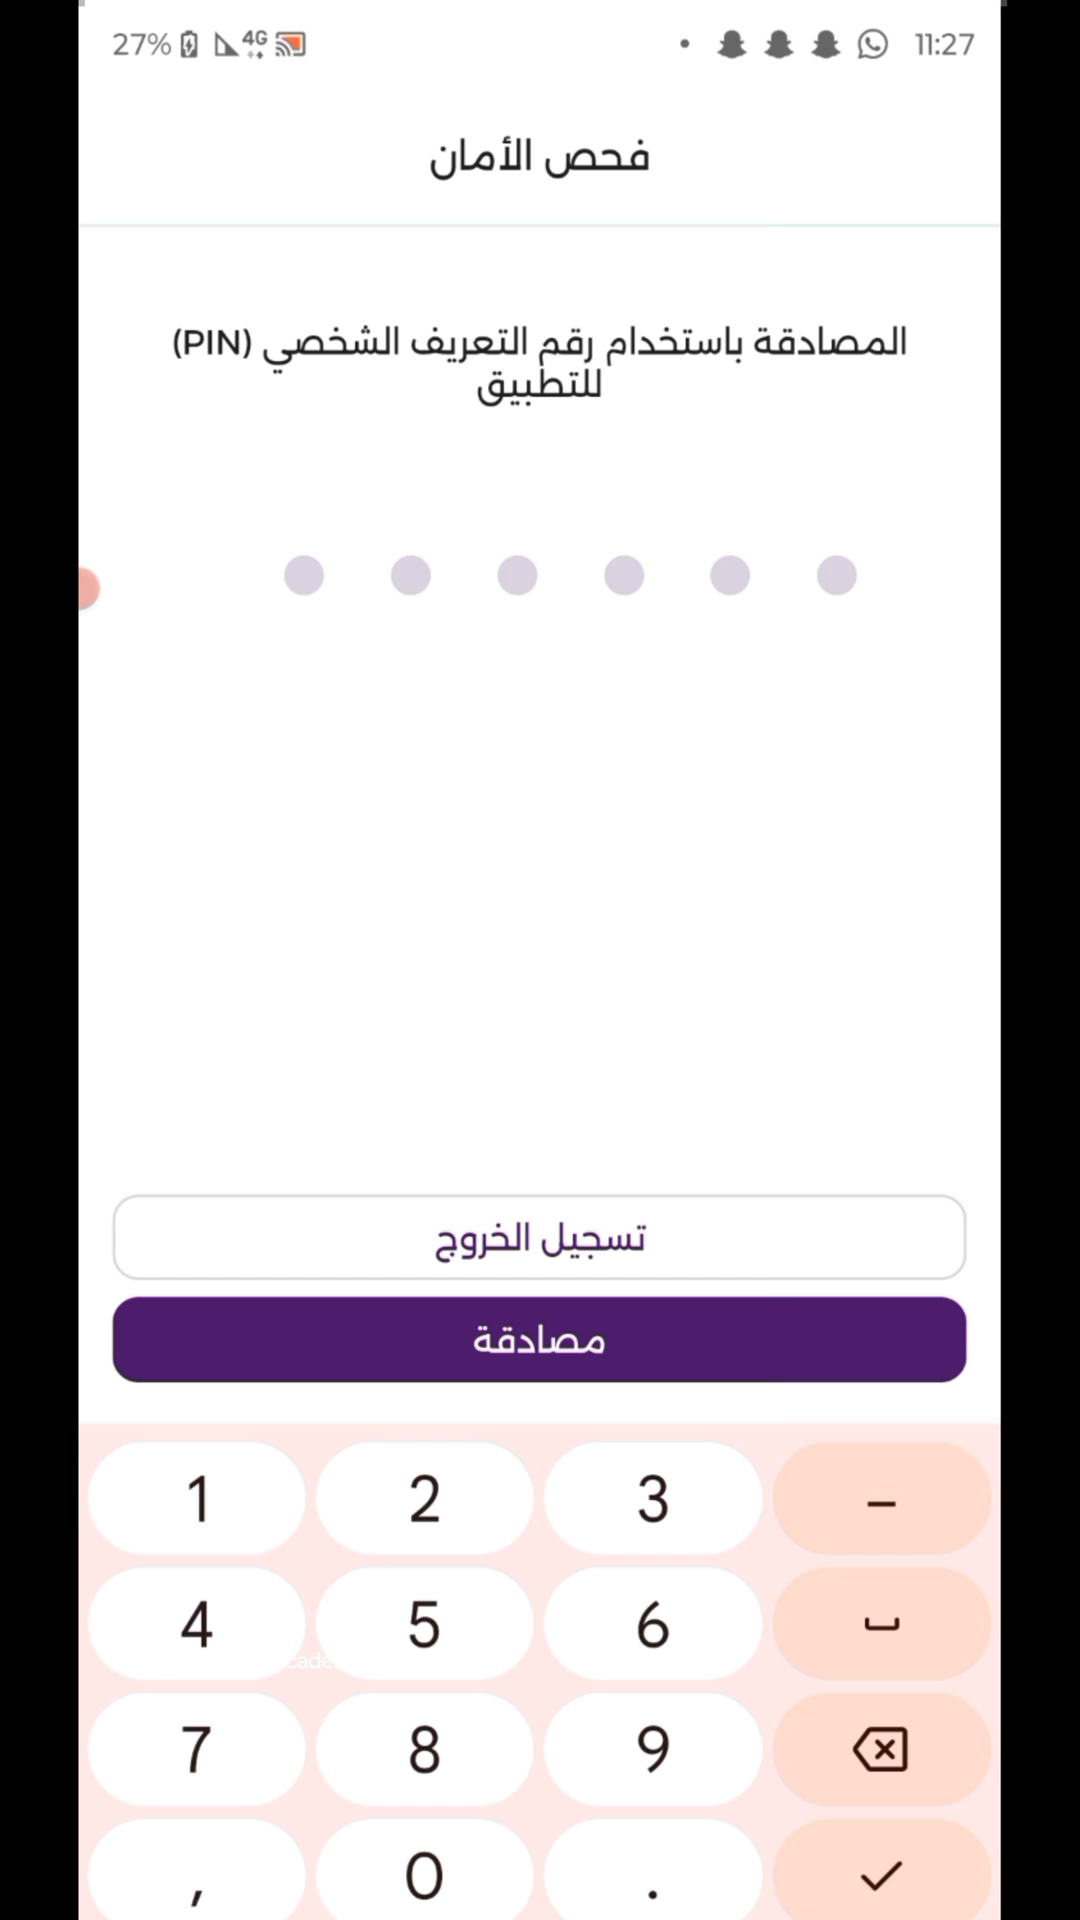 27% 4G 11:27
فحص الأمان
المصادقة باستخدام رقم التعريف الشخصي (PIN)
للتطبيق
تسجيل الخروج
مصادقة
1 2 3 –
4 5 6
7 8 9
, 0 .